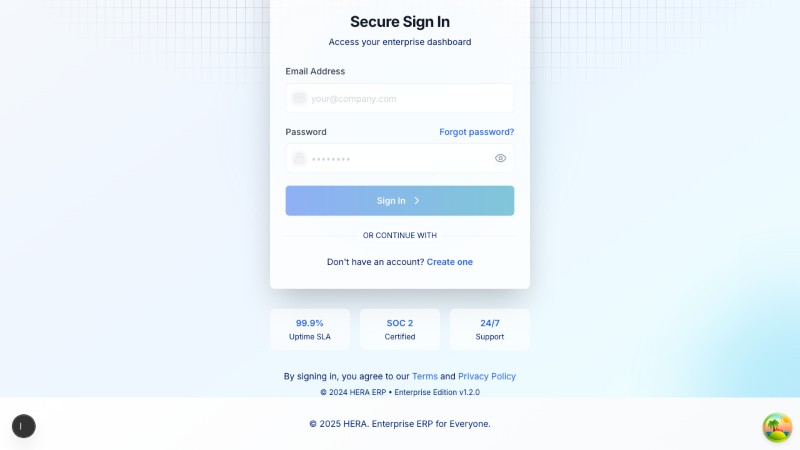 Secure Sign In
Access your enterprise dashboard
Email Address
your@company.com
Password Forgot password?
••••••••
Sign In
OR CONTINUE WITH
Don't have an account? Create one
99.9% SOC 2 24/7
Uptime SLA Certified Support
By signing in, you agree to our Terms and Privacy Policy
© 2024 HERA ERP • Enterprise Edition v1.2.0
© 2025 HERA. Enterprise ERP for Everyone.